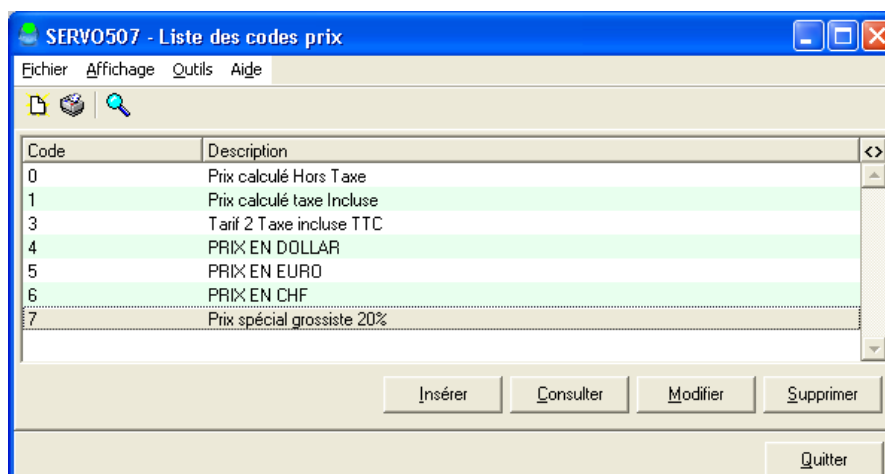 SERVO507 - Liste des codes prix
Fichier Affichage Outils Aide
Code Description <>
0 Prix calculé Hors Taxe
1 Prix calculé taxe Incluse
3 Tarif 2 Taxe incluse TTC
4 PRIX EN DOLLAR
5 PRIX EN EURO
6 PRIX EN CHF
7 Prix spécial grossiste 20%
Insérer Consulter Modifier Supprimer
Quitter